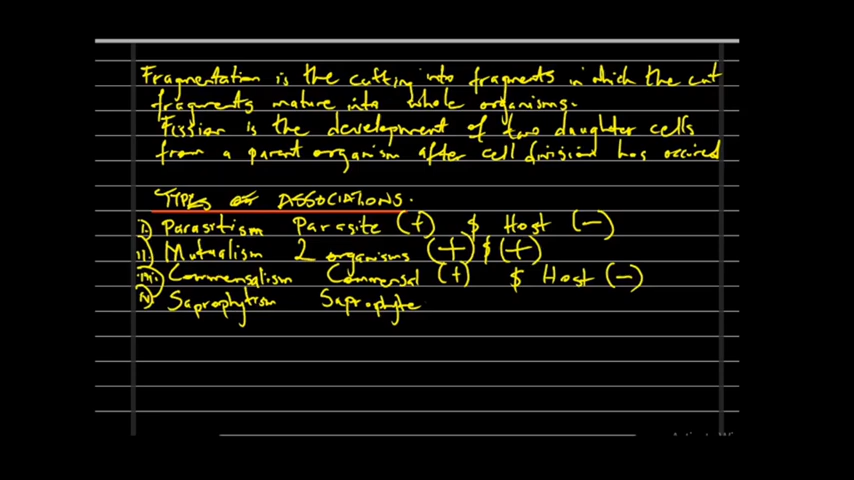 Fragmentation is the cutting into fragments in which the cut
fragments mature into whole organisms.
Fission is the development of two daughter cells
from a parent organism after cell division has occured
TYPES OF ASSOCIATIONS.
I. Parasitism Parasite (+) $ Host (-)
II. Mutualism 2 organisms (+) $ (+)
III. Commensalism Commensal (+) $ Host (-)
IV Saprophytism Saprophyte